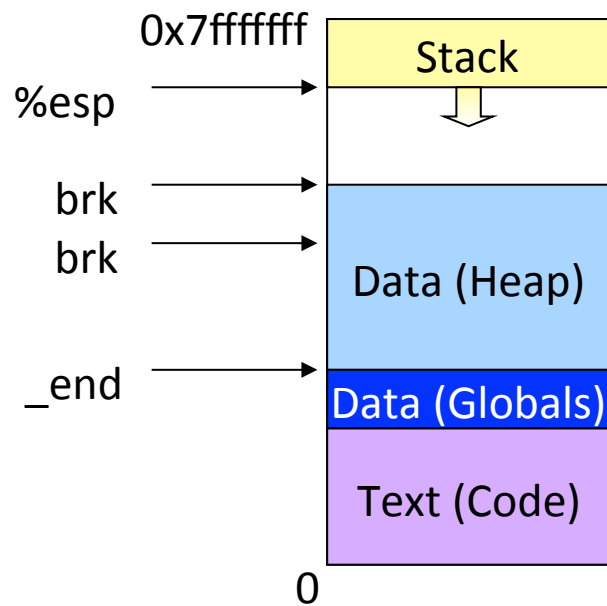 0x7fffffff
Stack
%esp
brk
brk
Data (Heap)
_end
Data (Globals)
Text (Code)
0